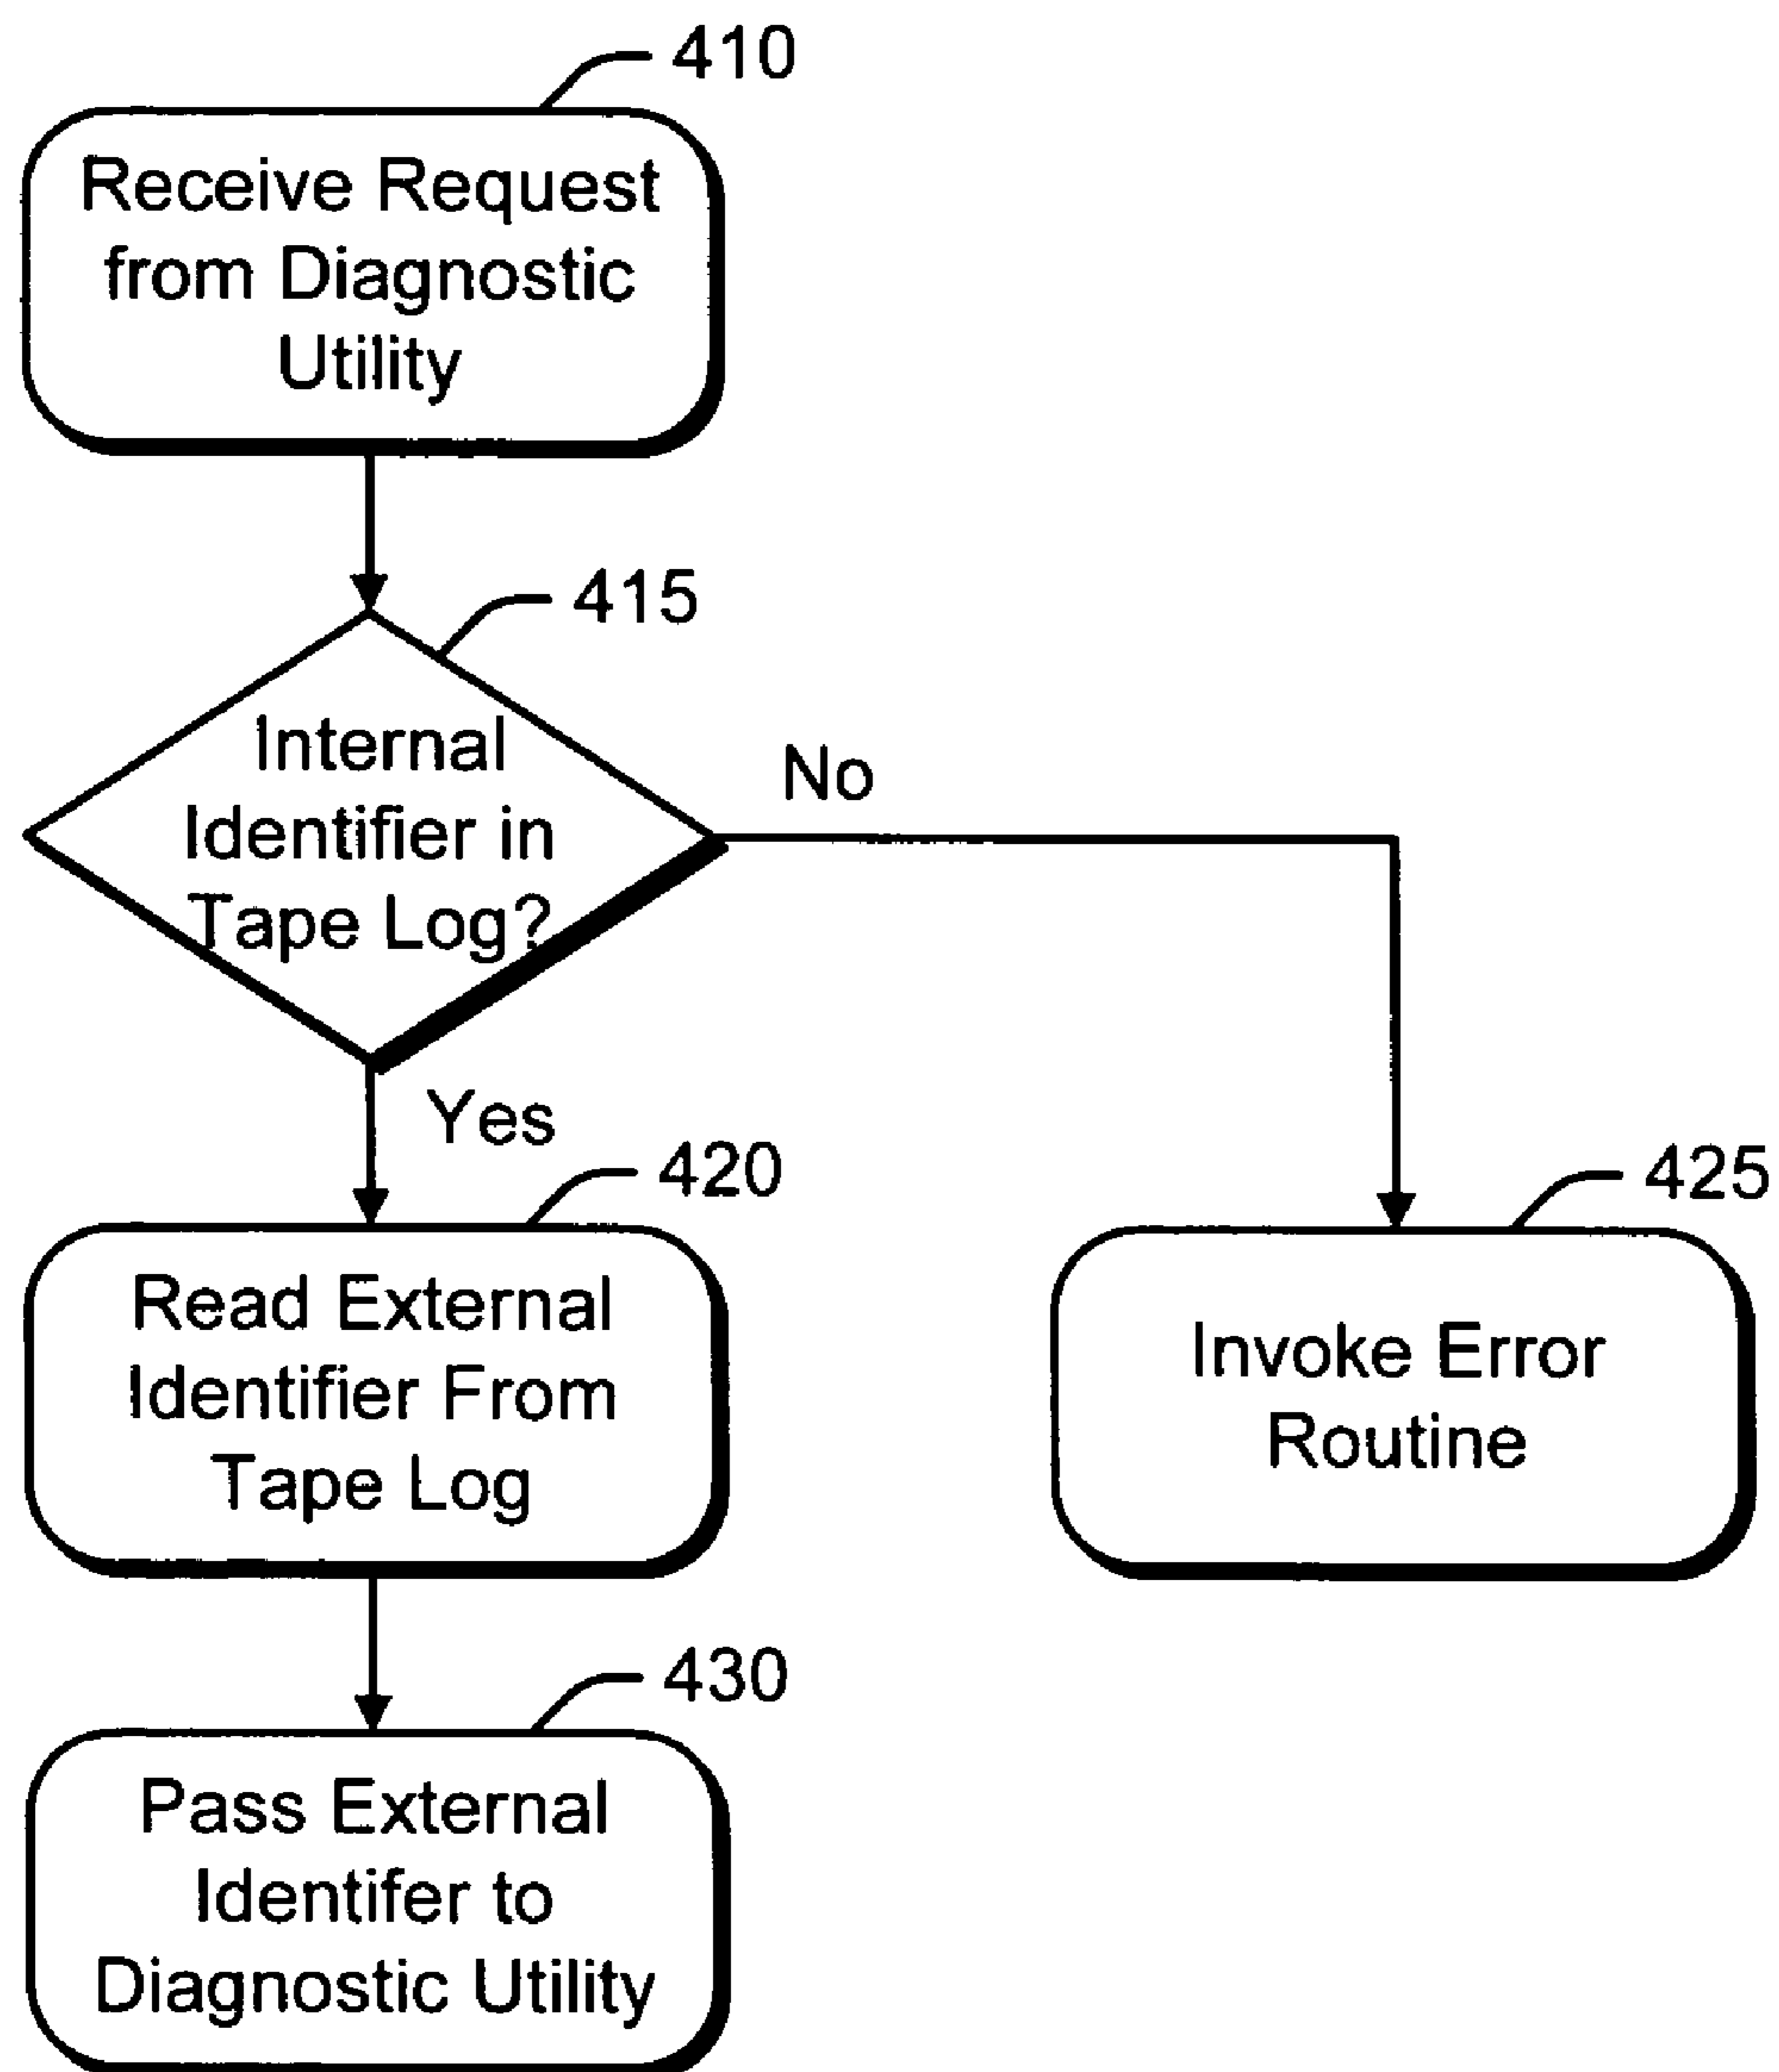 410
Receive Request
from Diagnostic
Utility
415
Internal
Identifier in
Tape Log?
No
Yes
420
Read External
Identifier From
Tape Log
425
Invoke Error
Routine
430
Pass External
Identifer to
Diagnostic Utility